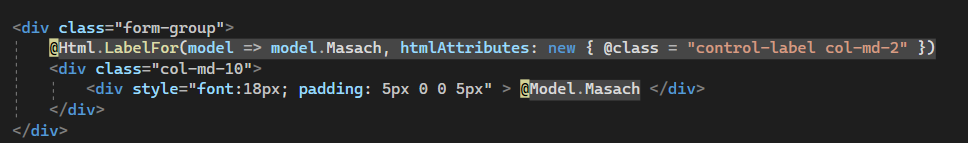 <div class="form-group">
@Html.LabelFor(model => model.Masach, htmlAttributes: new { @class = "control-label col-md-2" })
<div class="col-md-10">
<div style="font:18px; padding: 5px 0 0 5px" > @Model.Masach </div>
</div>
</div>